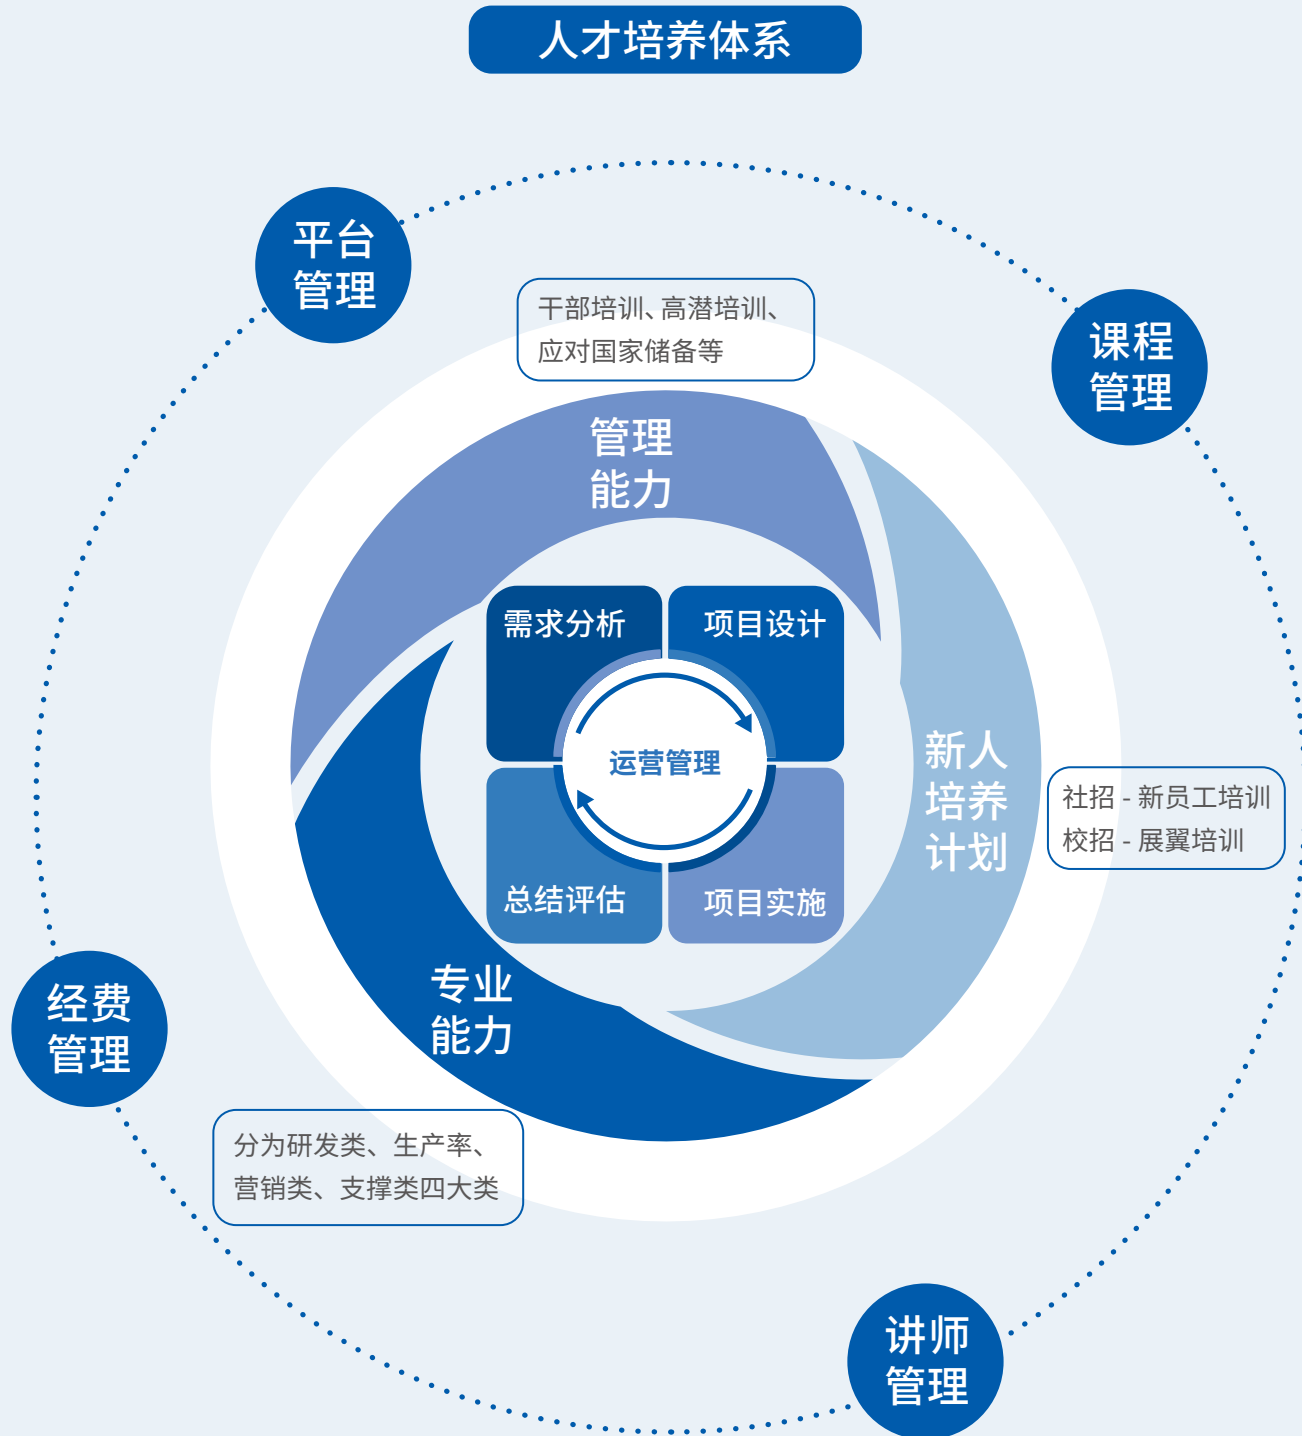 人才培养体系
平台
管理
课程
管理
干部培训、高潜培训、
应对国家储备等
管理
能力
需求分析
项目设计
运营管理
新人
培养
计划
社招 - 新员工培训
校招 - 展翼培训
总结评估
项目实施
专业
能力
经费
管理
分为研发类、生产率、
营销类、支撑类四大类
讲师
管理